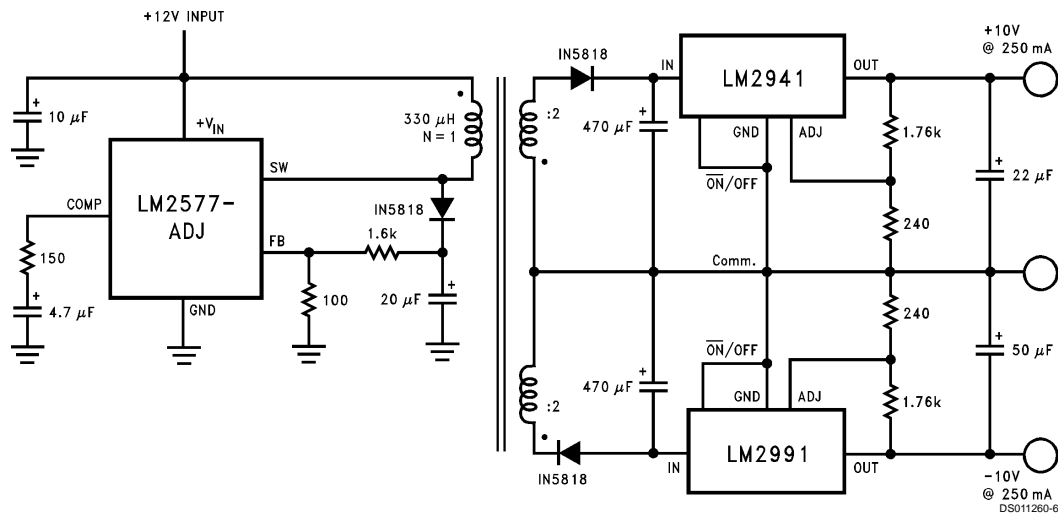 +12V INPUT
10 µF
+
+V_IN
330 µH
N = 1
SW
COMP
LM2577-
ADJ
IN5818
FB
1.6k
150
100
20 µF
+
4.7 µF
+
GND
IN5818
IN
LM2941
OUT
+10V
@ 250 mA
:2
470 µF
+
GND
ADJ
1.76k
+
ON/OFF
22 µF
240
Comm.
240
ON/OFF
50 µF
+
:2
470 µF
+
GND
ADJ
1.76k
IN5818
IN
LM2991
OUT
−10V
@ 250 mA
DS011260-6